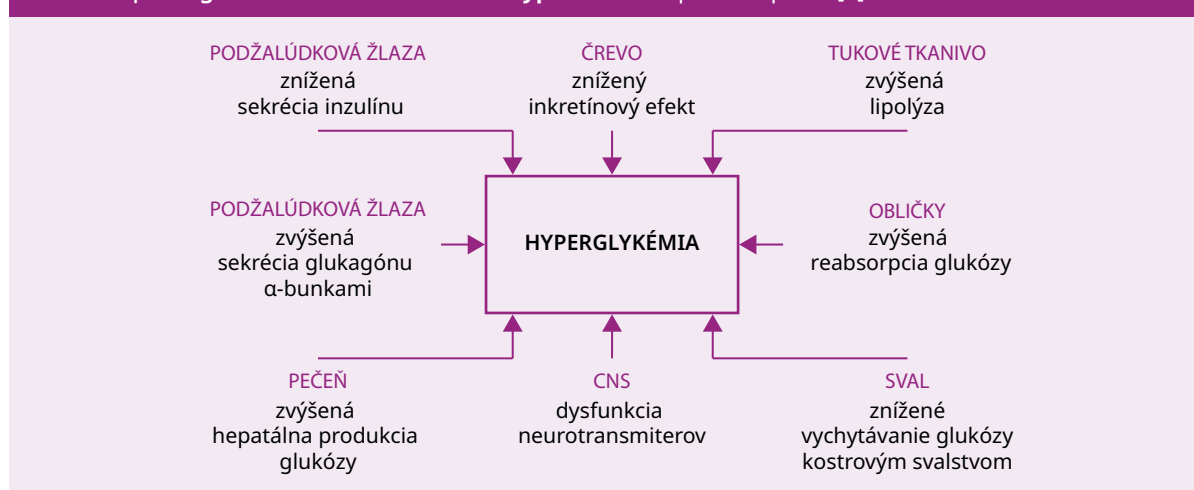 PODŽALÚDKOVÁ ŽLAZA
znížená
sekrécia inzulínu
ČREVO
znížený
inkretínový efekt
TUKOVÉ TKANIVO
zvýšená
lipolýza
PODŽALÚDKOVÁ ŽLAZA
zvýšená
sekrécia glukagónu
α-bunkami
HYPERGLYKÉMIA
OBLIČKY
zvýšená
reabsorpcia glukózy
PEČEŇ
zvýšená
hepatálna produkcia
glukózy
CNS
dysfunkcia
neurotransmiterov
SVAL
znížené
vychytávanie glukózy
kostrovým svalstvom